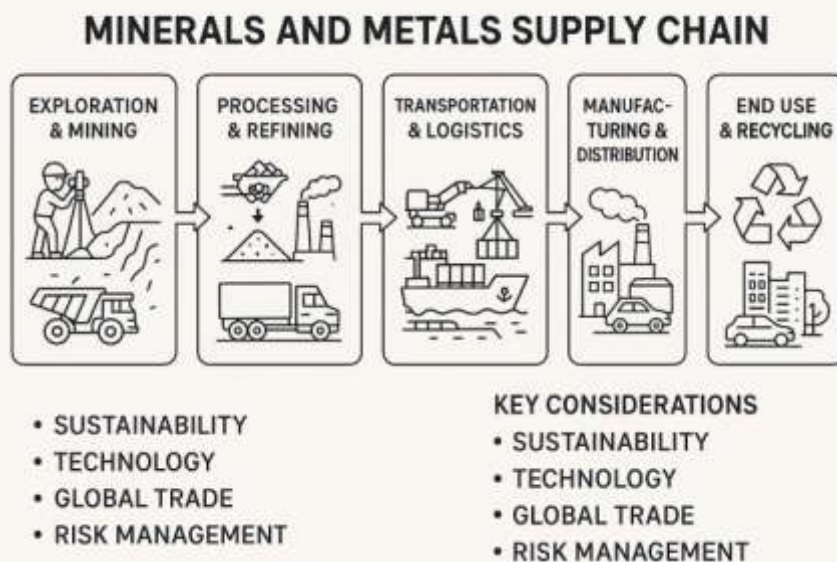 MINERALS AND METALS SUPPLY CHAIN
EXPLORATION
& MINING
PROCESSING
& REFINING
TRANSPORTATION
& LOGISTICS
MANUFAC-
TURING &
DISTRIBUTION
END USE
& RECYCLING
• SUSTAINABILITY
• TECHNOLOGY
• GLOBAL TRADE
• RISK MANAGEMENT
KEY CONSIDERATIONS
• SUSTAINABILITY
• TECHNOLOGY
• GLOBAL TRADE
• RISK MANAGEMENT